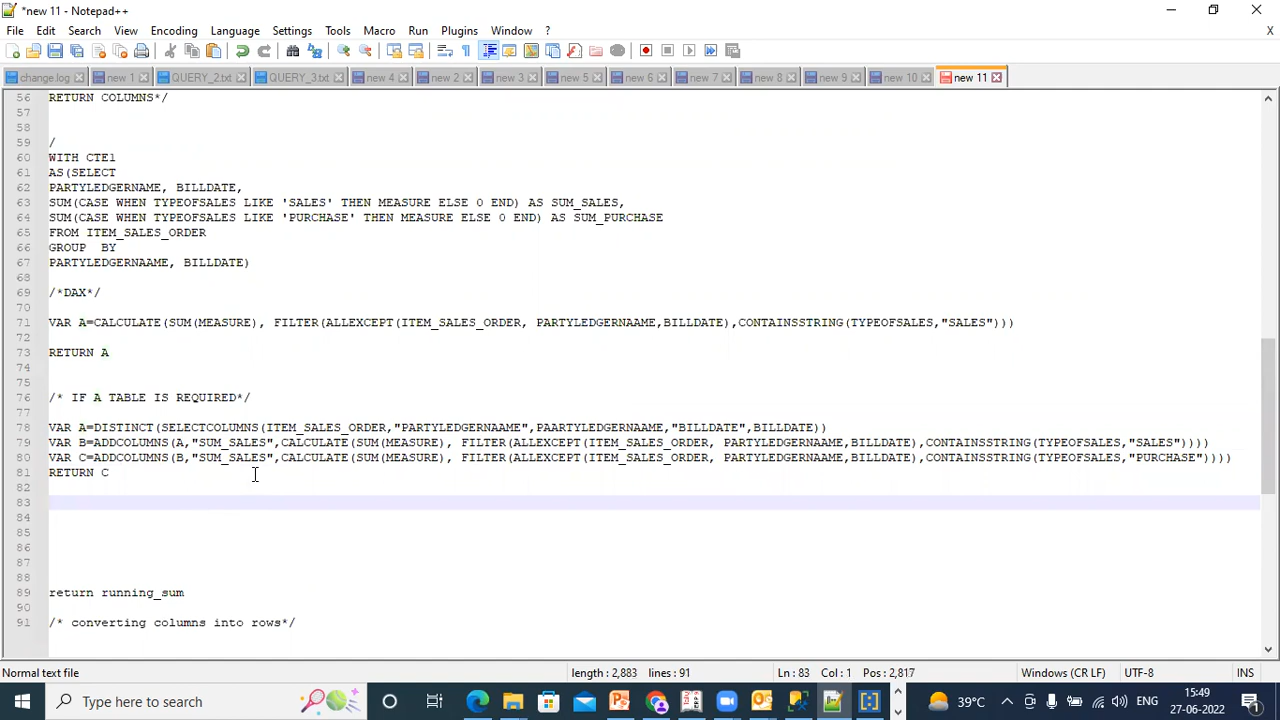 *new 11 - Notepad++
File Edit Search View Encoding Language Settings Tools Macro Run Plugins Window ? X
change.log new 1 QUERY_2.txt QUERY_3.txt new 4 new 2 new 3 new 5 new 6 new 7 new 8 new 9 new 10 new 11
56 RETURN COLUMNS*/
57
58
59 /
60 WITH CTE1
61 AS(SELECT
62 PARTYLEDGERNAME, BILLDATE,
63 SUM(CASE WHEN TYPEOFSALES LIKE 'SALES' THEN MEASURE ELSE 0 END) AS SUM_SALES,
64 SUM(CASE WHEN TYPEOFSALES LIKE 'PURCHASE' THEN MEASURE ELSE 0 END) AS SUM_PURCHASE
65 FROM ITEM_SALES_ORDER
66 GROUP  BY
67 PARTYLEDGERNAAME, BILLDATE)
68
69 /*DAX*/
70
71 VAR A=CALCULATE(SUM(MEASURE), FILTER(ALLEXCEPT(ITEM_SALES_ORDER, PARTYLEDGERNAAME,BILLDATE),CONTAINSSTRING(TYPEOFSALES,"SALES")))
72
73 RETURN A
74
75
76 /* IF A TABLE IS REQUIRED*/
77
78 VAR A=DISTINCT(SELECTCOLUMNS(ITEM_SALES_ORDER,"PARTYLEDGERNAME",PAARTYLEDGERNAAME,"BILLDATE",BILLDATE))
79 VAR B=ADDCOLUMNS(A,"SUM_SALES",CALCULATE(SUM(MEASURE), FILTER(ALLEXCEPT(ITEM_SALES_ORDER, PARTYLEDGERNAAME,BILLDATE),CONTAINSSTRING(TYPEOFSALES,"SALES"))))
80 VAR C=ADDCOLUMNS(B,"SUM_SALES",CALCULATE(SUM(MEASURE), FILTER(ALLEXCEPT(ITEM_SALES_ORDER, PARTYLEDGERNAAME,BILLDATE),CONTAINSSTRING(TYPEOFSALES,"PURCHASE"))))
81 RETURN C
82
83
84
85
86
87
88
89 return running_sum
90
91 /* converting columns into rows*/
Normal text file length : 2,883 lines : 91 Ln : 83 Col : 1 Pos : 2,817 Windows (CR LF) UTF-8 INS
Type here to search 39°C ENG 15:49
27-06-2022